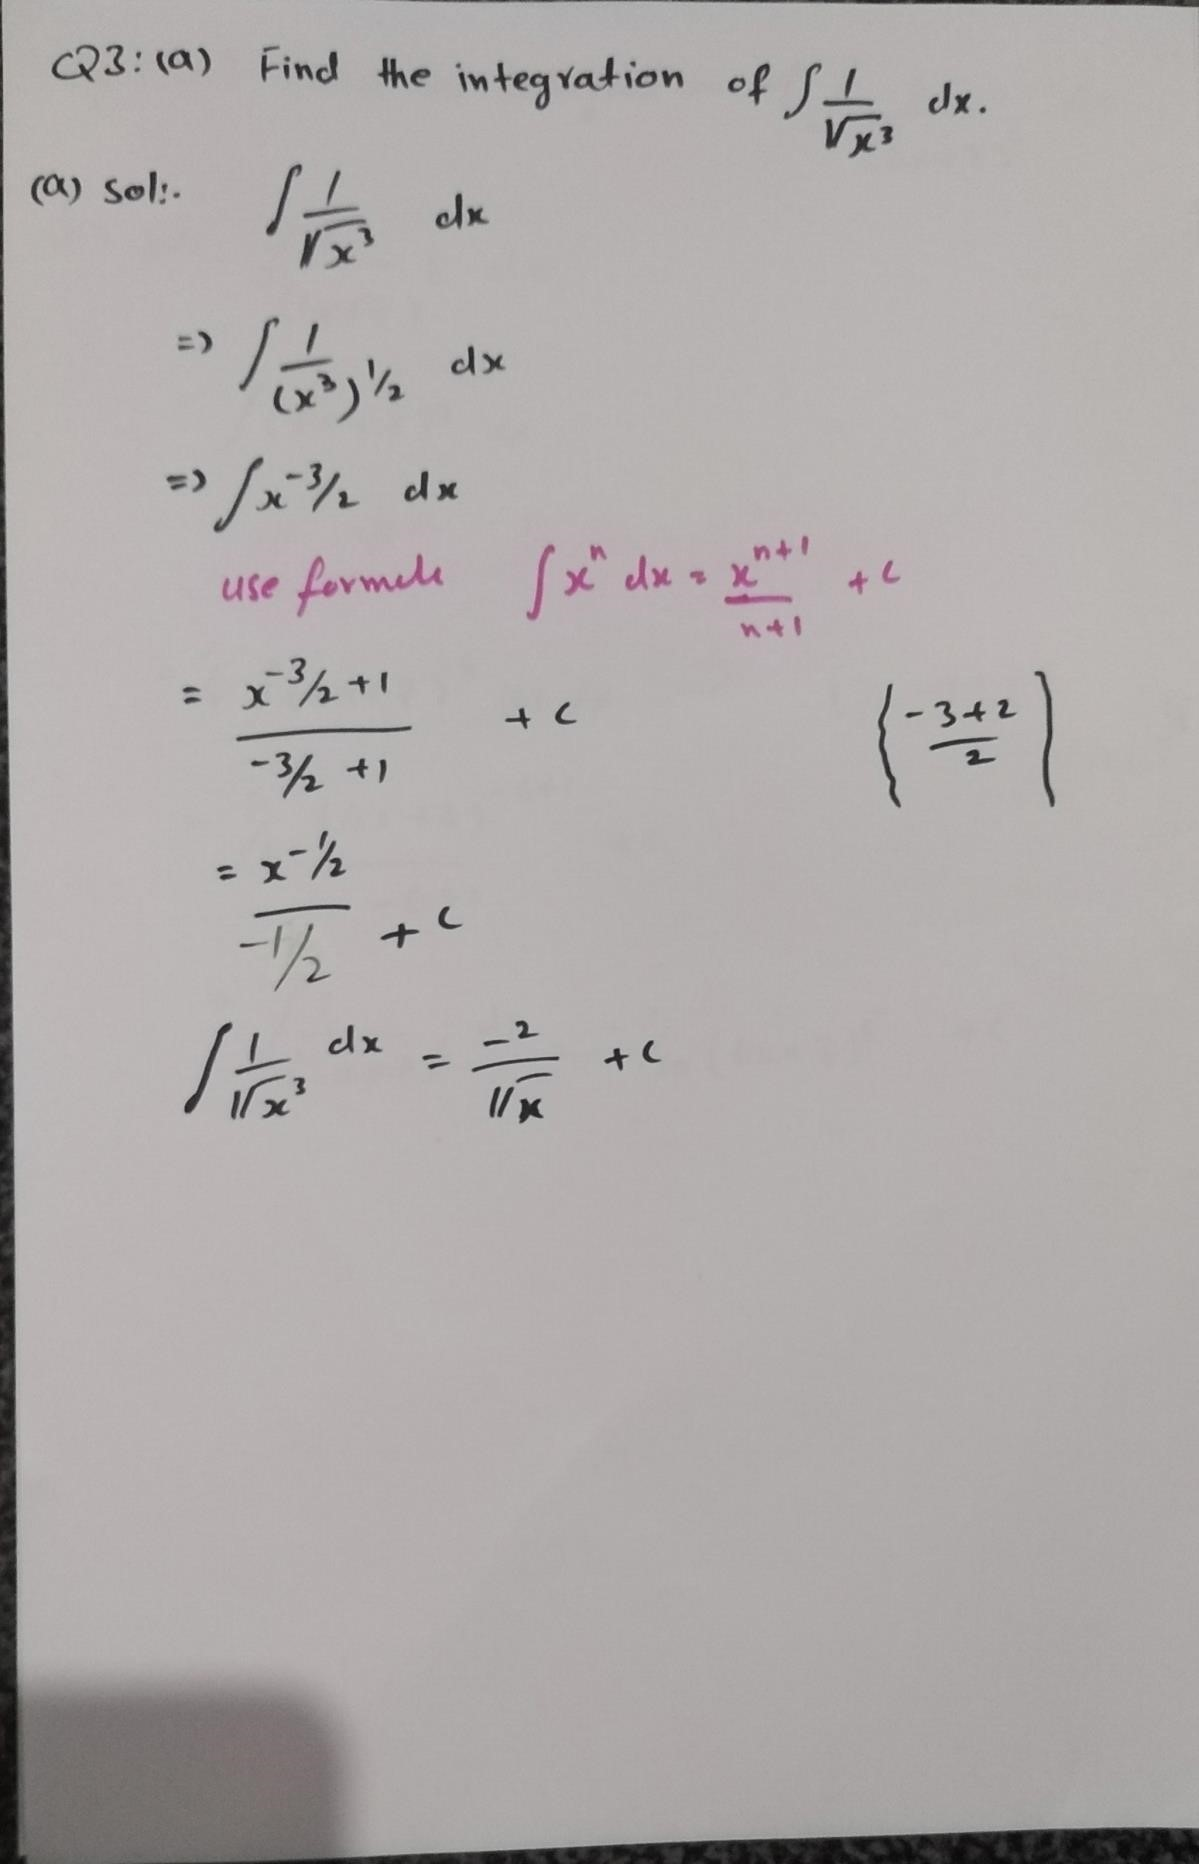 Q3: (a) Find the integration of ∫ 1/√x³ dx.
(a) Sol:. ∫ 1/√x³ dx
=> ∫ 1/(x³)^1/2 dx
=> ∫ x^-3/2 dx
use formele ∫ xⁿ dx = x^n+1/n+1 + c
= x^-3/2+1/-3/2+1 + c {-3+2/2}
= x^-1/2/-1/2 + c
∫ 1/√x³ dx = -2/√x + c